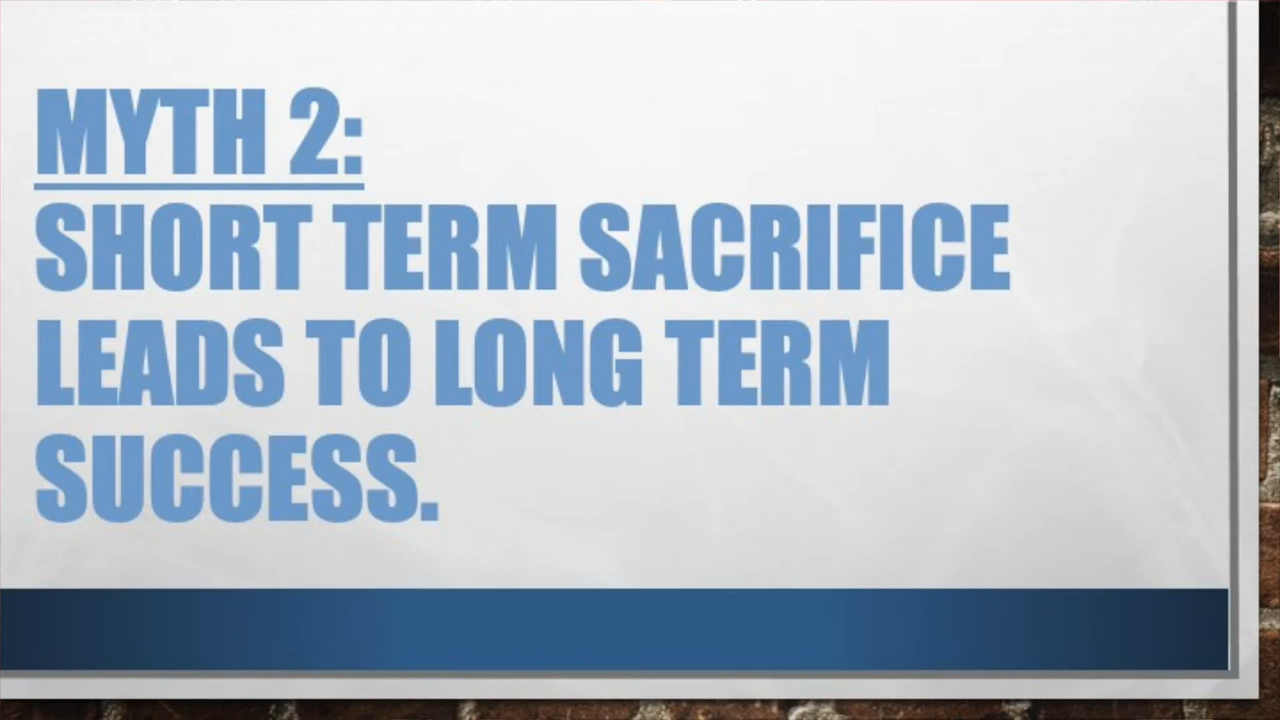 MYTH 2:
SHORT TERM SACRIFICE
LEADS TO LONG TERM
SUCCESS.